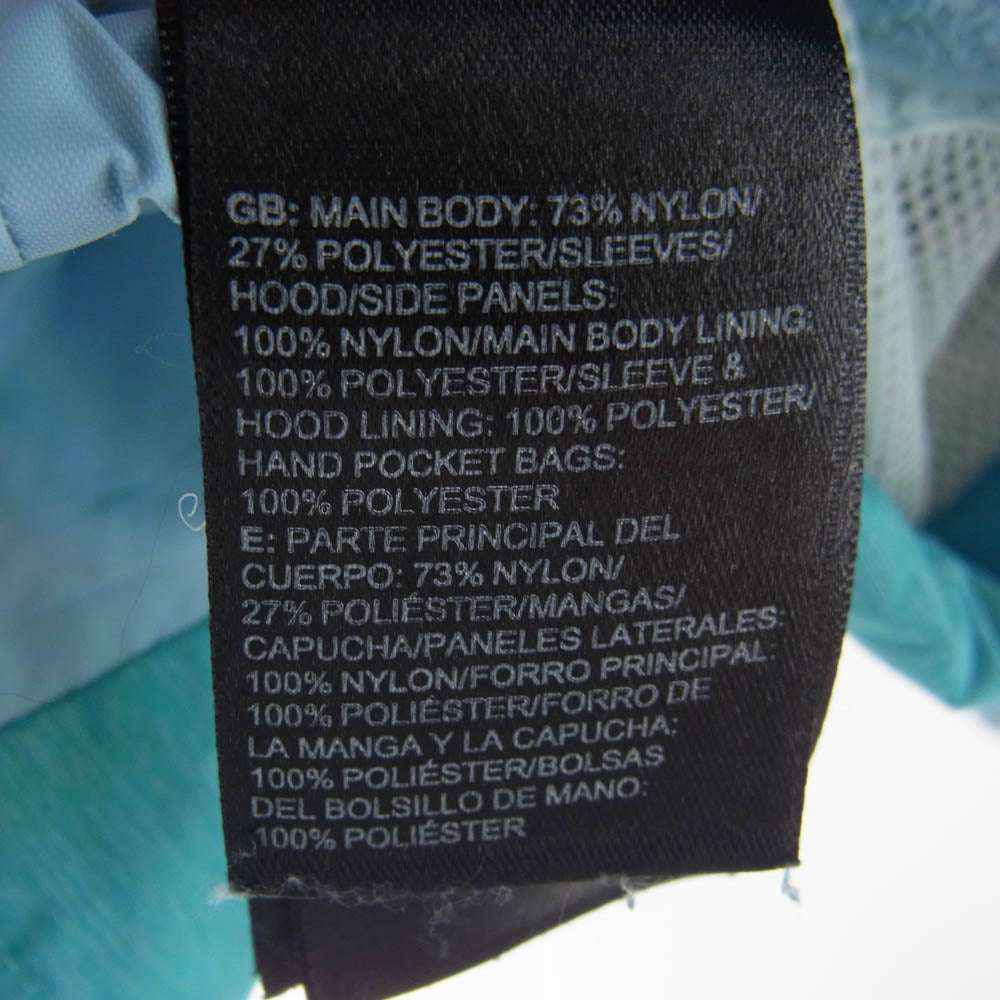 GB: MAIN BODY: 73% NYLON/
27% POLYESTER/SLEEVES/
HOOD/SIDE PANELS:
100% NYLON/MAIN BODY LINING:
100% POLYESTER/SLEEVE &
HOOD LINING: 100% POLYESTER/
HAND POCKET BAGS:
100% POLYESTER
E: PARTE PRINCIPAL DEL
CUERPO: 73% NYLON/
27% POLIÉSTER/MANGAS/
CAPUCHA/PANELES LATERALES:
100% NYLON/FORRO PRINCIPAL:
100% POLIÉSTER/FORRO DE
LA MANGA Y LA CAPUCHA:
100% POLIÉSTER/BOLSAS
DEL BOLSILLO DE MANO:
100% POLIÉSTER